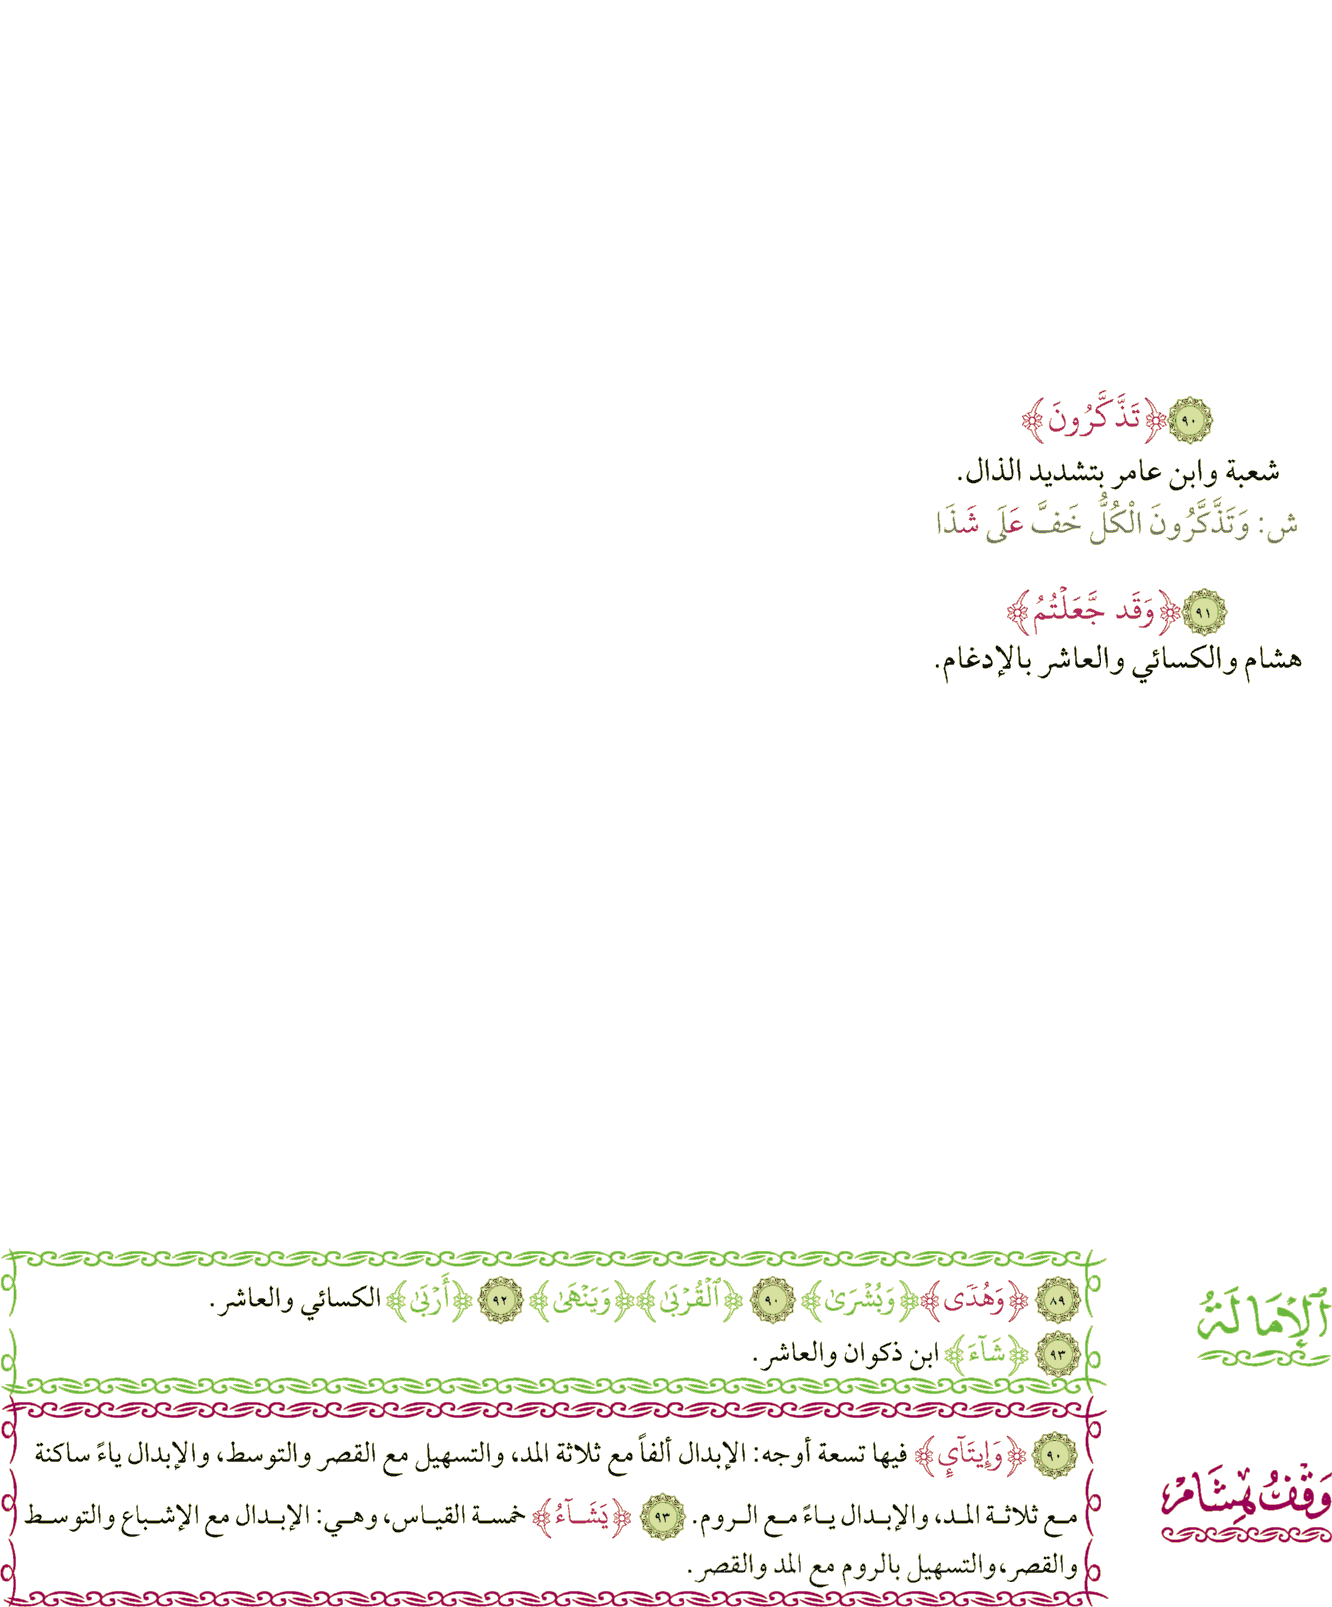 ٩٠ ﴿تَذَّكَّرُونَ﴾
شعبة وابن عامر بتشديد الذال.
ش: وَتَذَّكَّرُونَ الْكُلُّ خَفَّ عَلَى شَذَا
٩١ ﴿وَقَد جَّعَلْتُمُ﴾
هشام والكسائي والعاشر بالإدغام.
ٱلْإِمَالَةُ
٨٩ ﴿وَهُدٗى﴾ ﴿وَبُشْرَىٰ﴾ ٩٠ ﴿ٱلْقُرْبَىٰ﴾ ﴿وَيَنْهَىٰ﴾ ٩٢ ﴿أَرْبَىٰ﴾ الكسائي والعاشر.
٩٣ ﴿شَآءَ﴾ ابن ذكوان والعاشر.
وَقْفُ هِشَامٍ
٩٠ ﴿وَإِيتَآيِٕ﴾ فيها تسعة أوجه: الإبدال ألفاً مع ثلاثة المد، والتسهيل مع القصر والتوسط، والإبدال ياءً ساكنة
مع ثلاثة المد، والإبدال ياءً مع الروم. ٩٣ ﴿يَشَآءُ﴾ خمسة القياس، وهي: الإبدال مع الإشباع والتوسط
والقصر،والتسهيل بالروم مع المد والقصر.